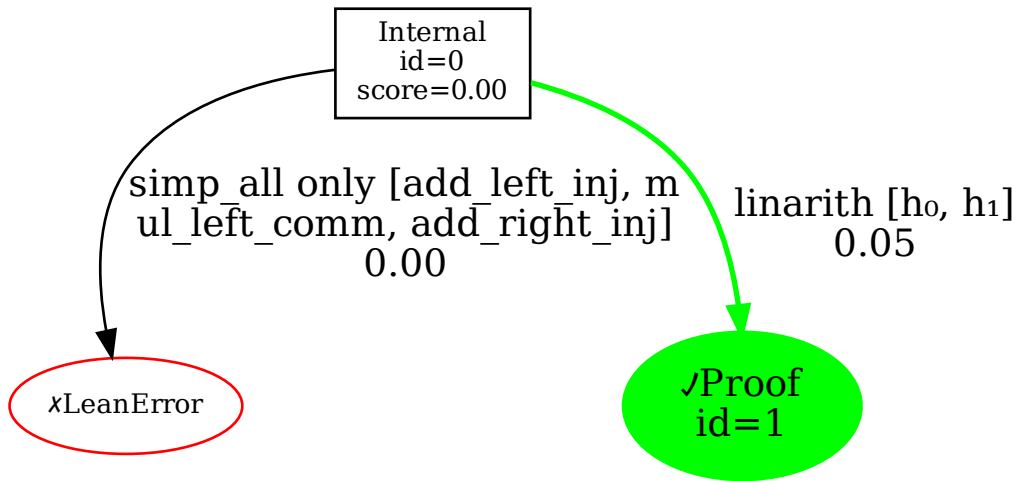 Internal
id=0
score=0.00
simp_all only [add_left_inj, m
ul_left_comm, add_right_inj]
0.00
linarith [h₀, h₁]
0.05
✗LeanError
✓Proof
id=1